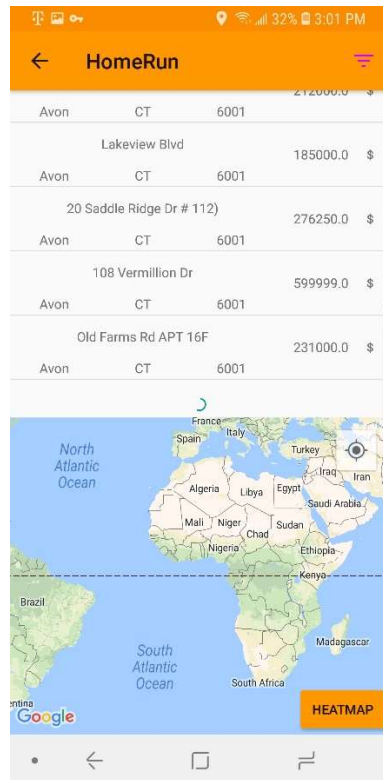 32% 3:01 PM
HomeRun
212000.0 $
Avon CT 6001
Lakeview Blvd
185000.0 $
Avon CT 6001
20 Saddle Ridge Dr # 112)
276250.0 $
Avon CT 6001
108 Vermillion Dr
599999.0 $
Avon CT 6001
Old Farms Rd APT 16F
231000.0 $
Avon CT 6001
France
Spain Italy Turkey
North
Atlantic
Ocean
Iraq Iran
Algeria Libya Egypt
Saudi Arabia
Mali Niger Chad Sudan
Nigeria Ethiopia
Kenya
Brazil
South
Atlantic
Ocean
Madagascar
South Africa
entina
Google
HEATMAP